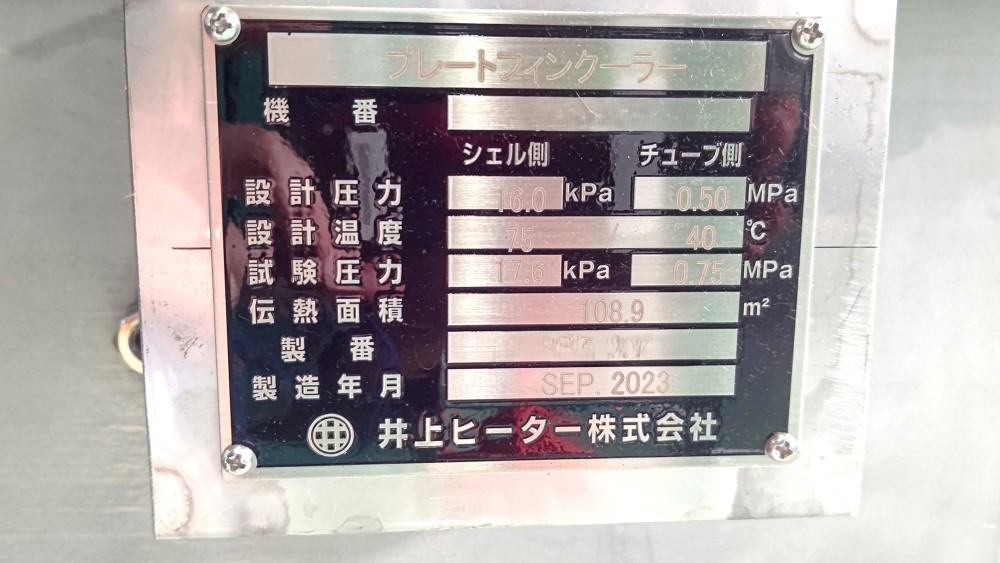 プレートフィンクーラー
機 番
シェル側 チューブ側
設計圧力 16.0 kPa 0.50 MPa
設計温度 75 / 40 ℃
試験圧力 17.6 kPa 0.75 MPa
伝熱面積 108.9 m²
製 番
製造年月 SEP. 2023
井上ヒーター株式会社